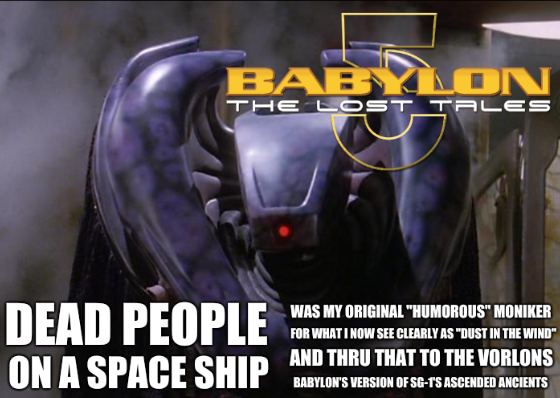 5
BABYLON
THE LOST TALES
DEAD PEOPLE
ON A SPACE SHIP
WAS MY ORIGINAL "HUMOROUS" MONIKER
FOR WHAT I NOW SEE CLEARLY AS "DUST IN THE WIND"
AND THRU THAT TO THE VORLONS
BABYLON'S VERSION OF SG-1'S ASCENDED ANCIENTS